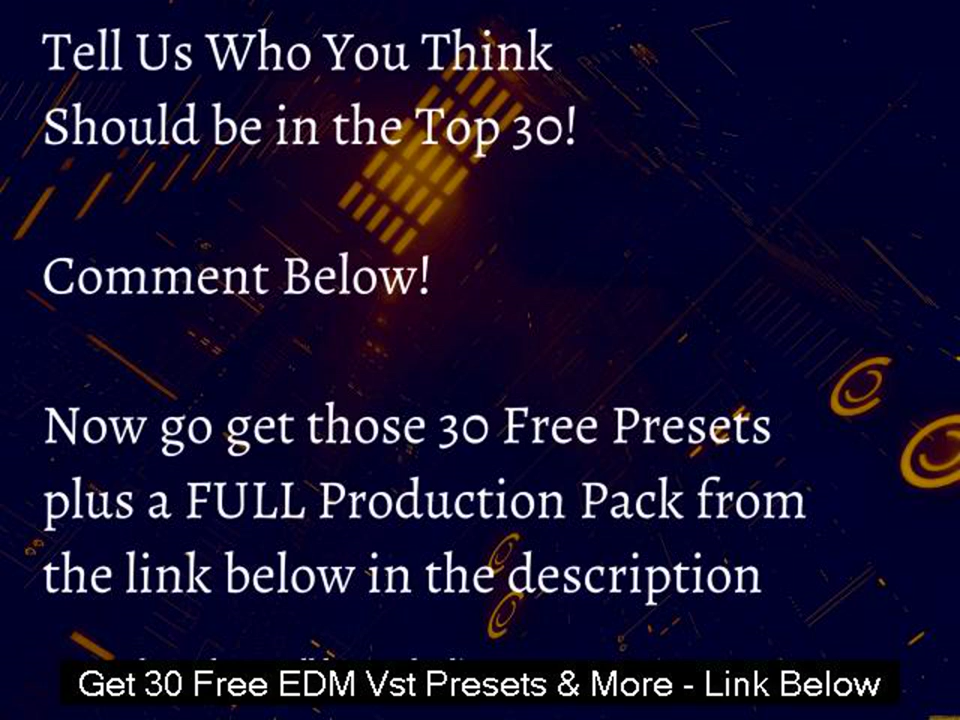 Tell Us Who You Think
Should be in the Top 30!
Comment Below!
Now go get those 30 Free Presets
plus a FULL Production Pack from
the link below in the description
Get 30 Free EDM Vst Presets & More - Link Below